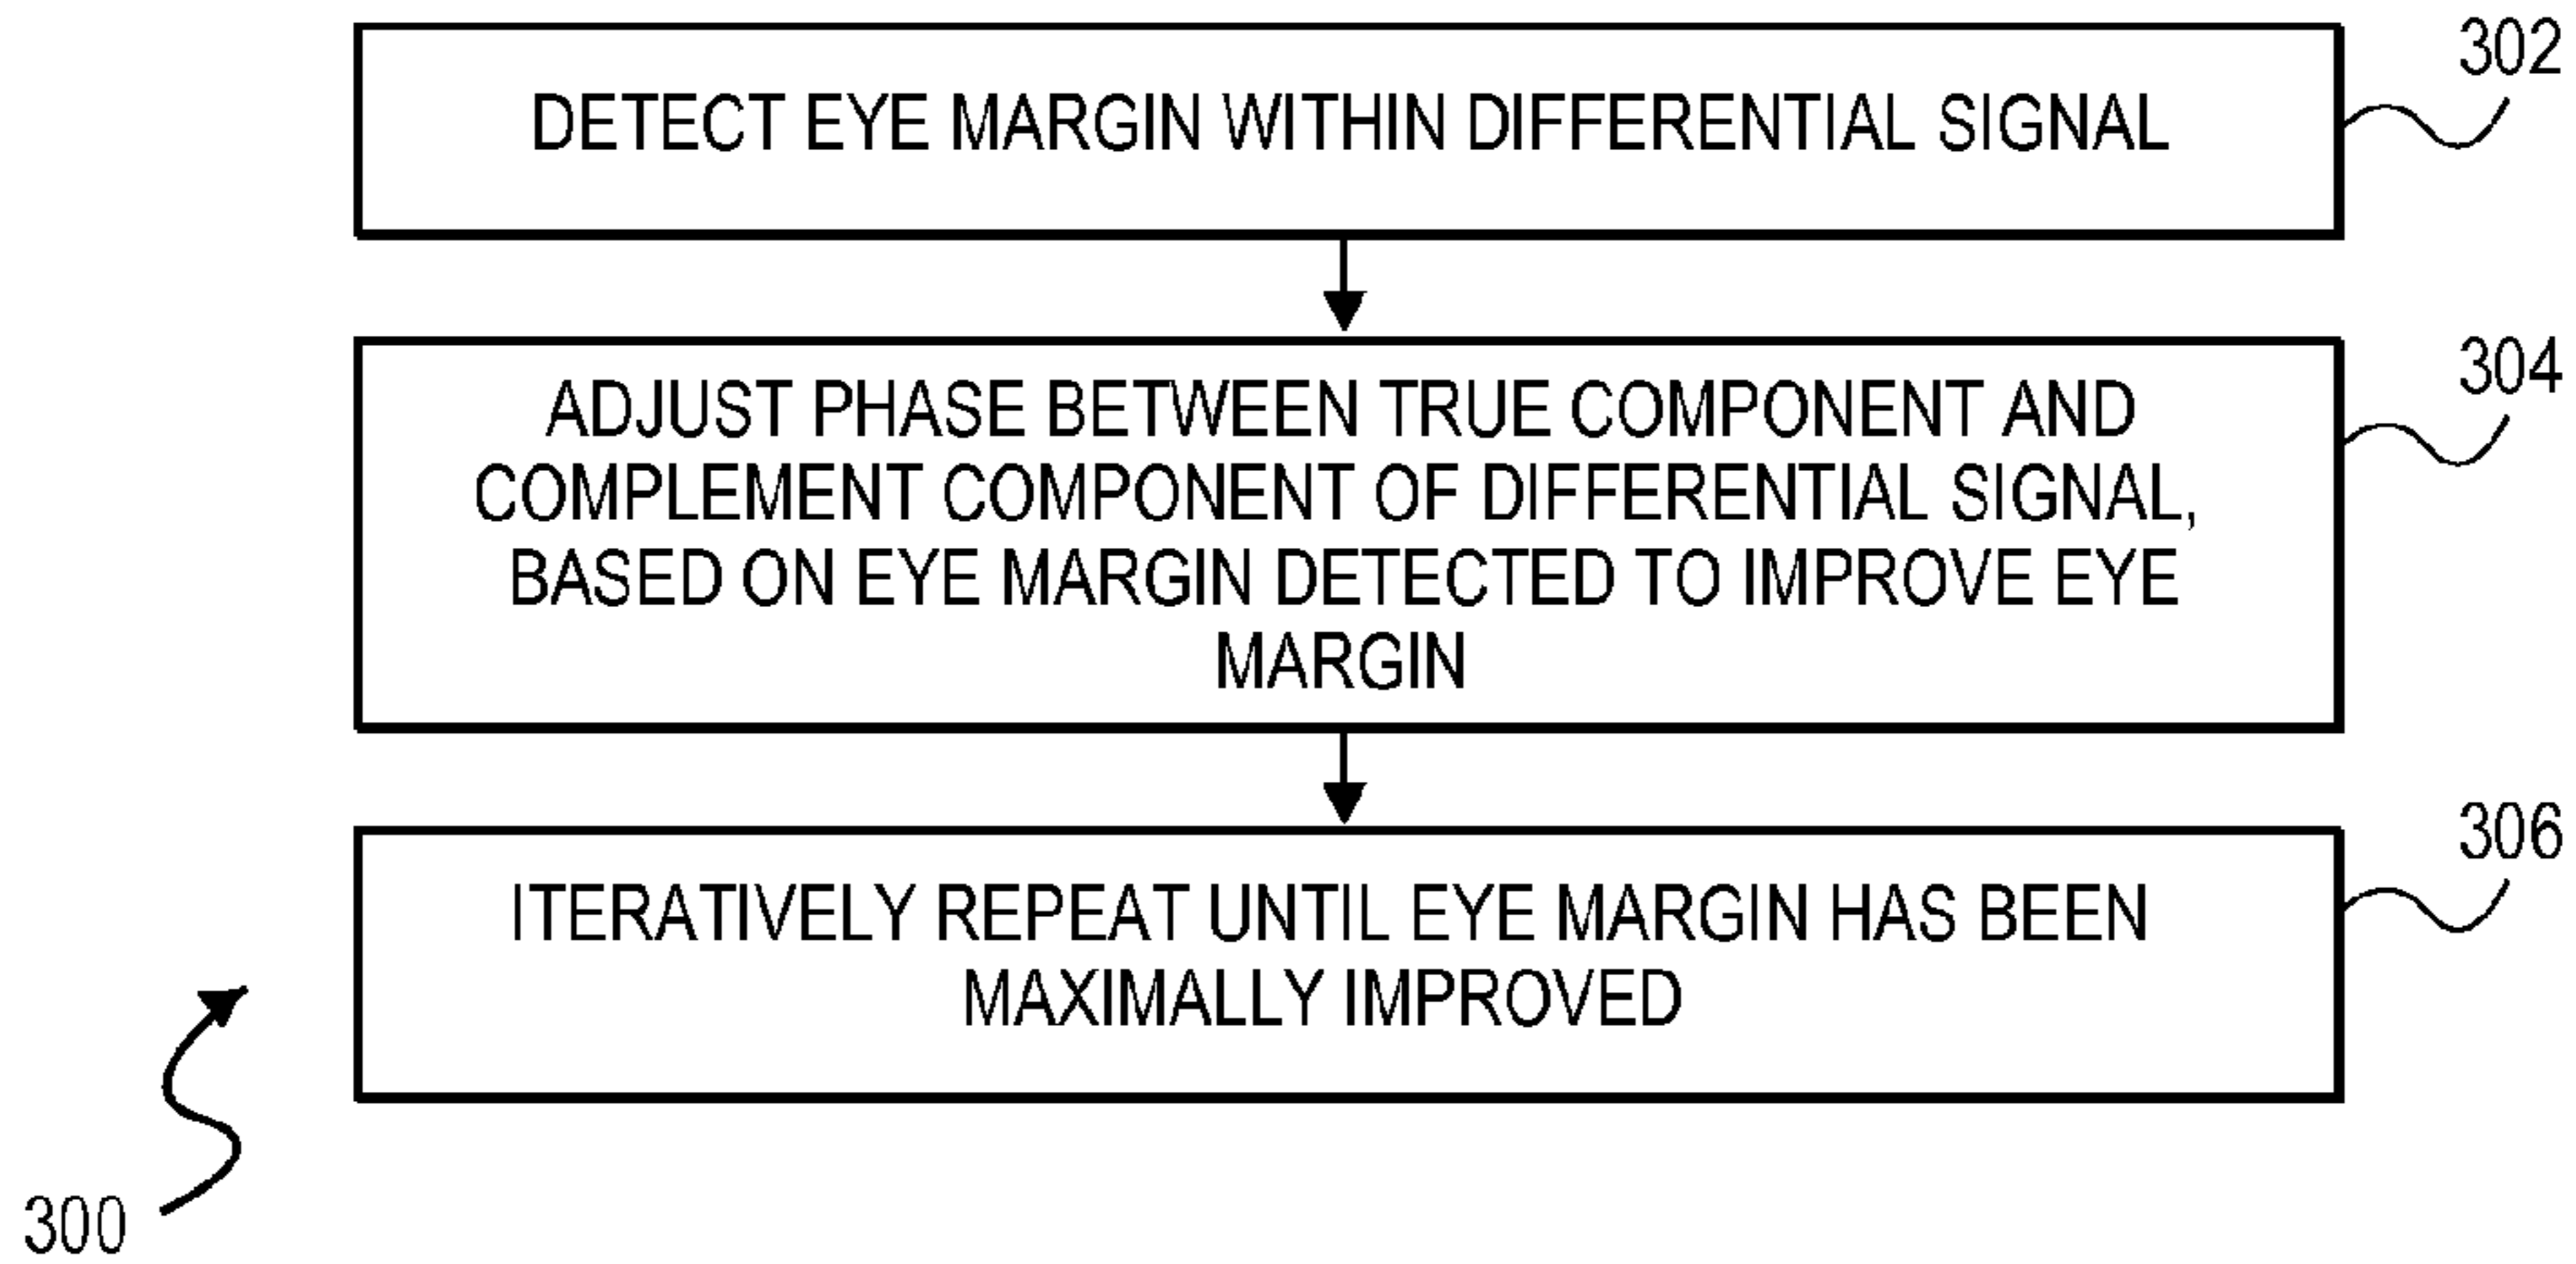 302
DETECT EYE MARGIN WITHIN DIFFERENTIAL SIGNAL
304
ADJUST PHASE BETWEEN TRUE COMPONENT AND
COMPLEMENT COMPONENT OF DIFFERENTIAL SIGNAL,
BASED ON EYE MARGIN DETECTED TO IMPROVE EYE
MARGIN
306
ITERATIVELY REPEAT UNTIL EYE MARGIN HAS BEEN
MAXIMALLY IMPROVED
300